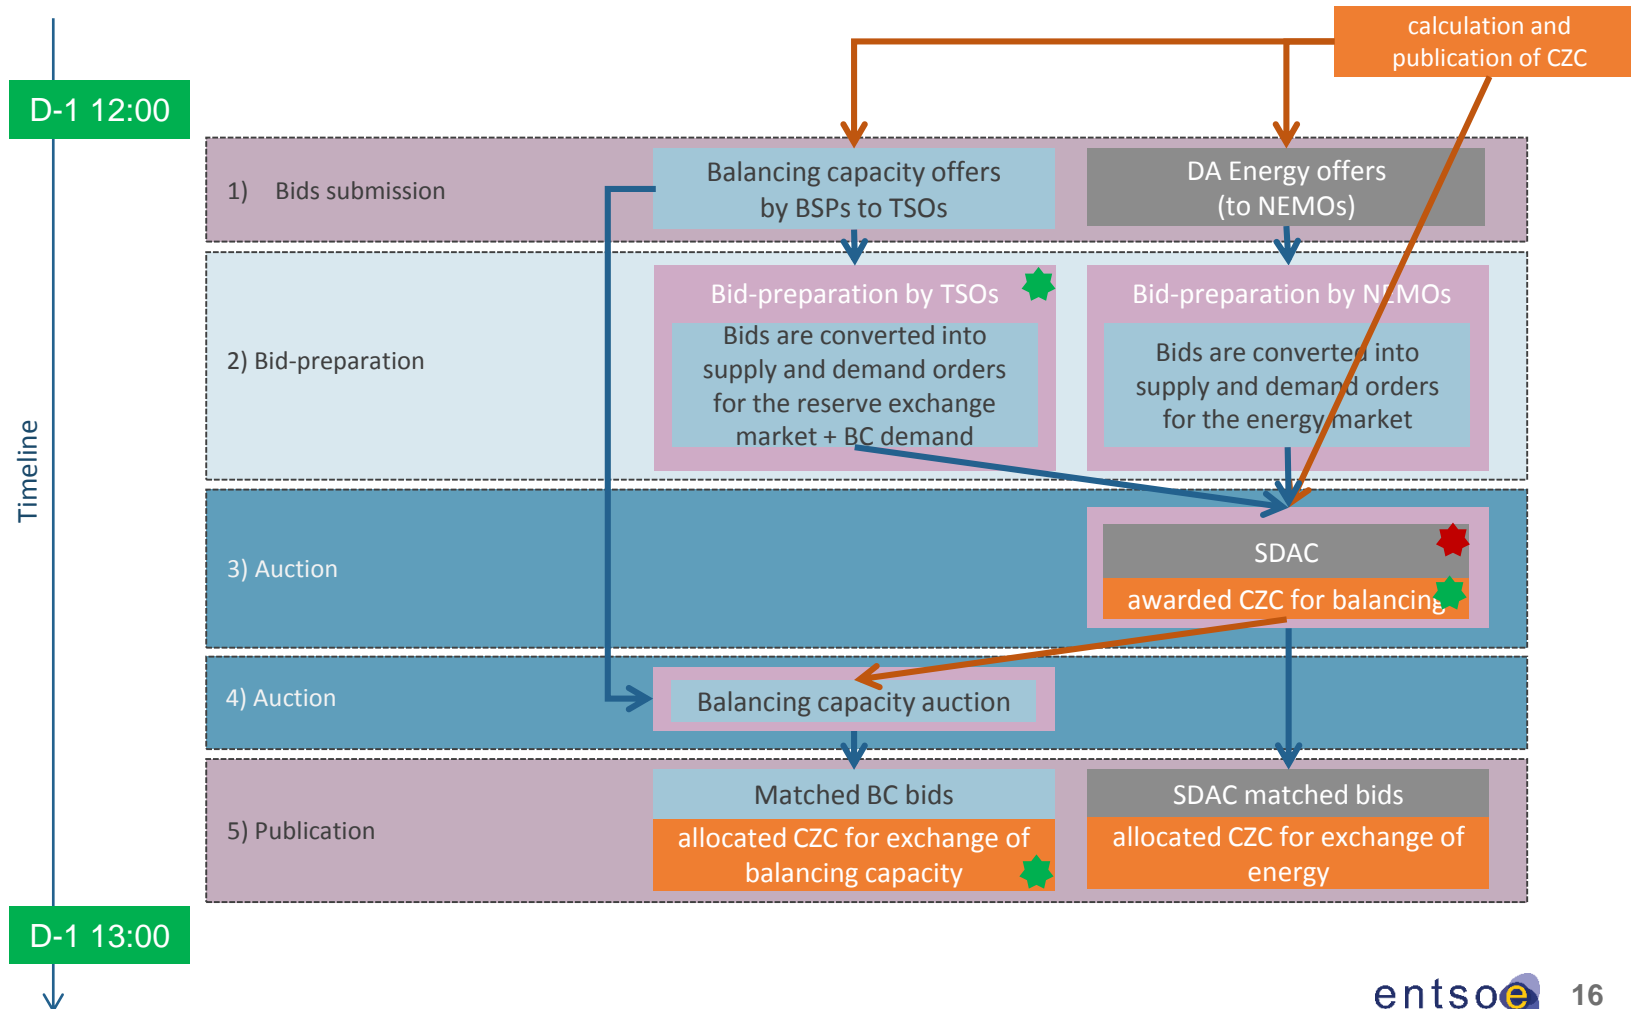 calculation and
publication of CZC
D-1 12:00
1) Bids submission
Balancing capacity offers
by BSPs to TSOs
DA Energy offers
(to NEMOs)
2) Bid-preparation
Bid-preparation by TSOs
Bids are converted into
supply and demand orders
for the reserve exchange
market + BC demand
Bid-preparation by NEMOs
Bids are converted into
supply and demand orders
for the energy market
Timeline
3) Auction
SDAC
awarded CZC for balancing
4) Auction
Balancing capacity auction
5) Publication
Matched BC bids
allocated CZC for exchange of
balancing capacity
SDAC matched bids
allocated CZC for exchange of
energy
D-1 13:00
entsoe 16